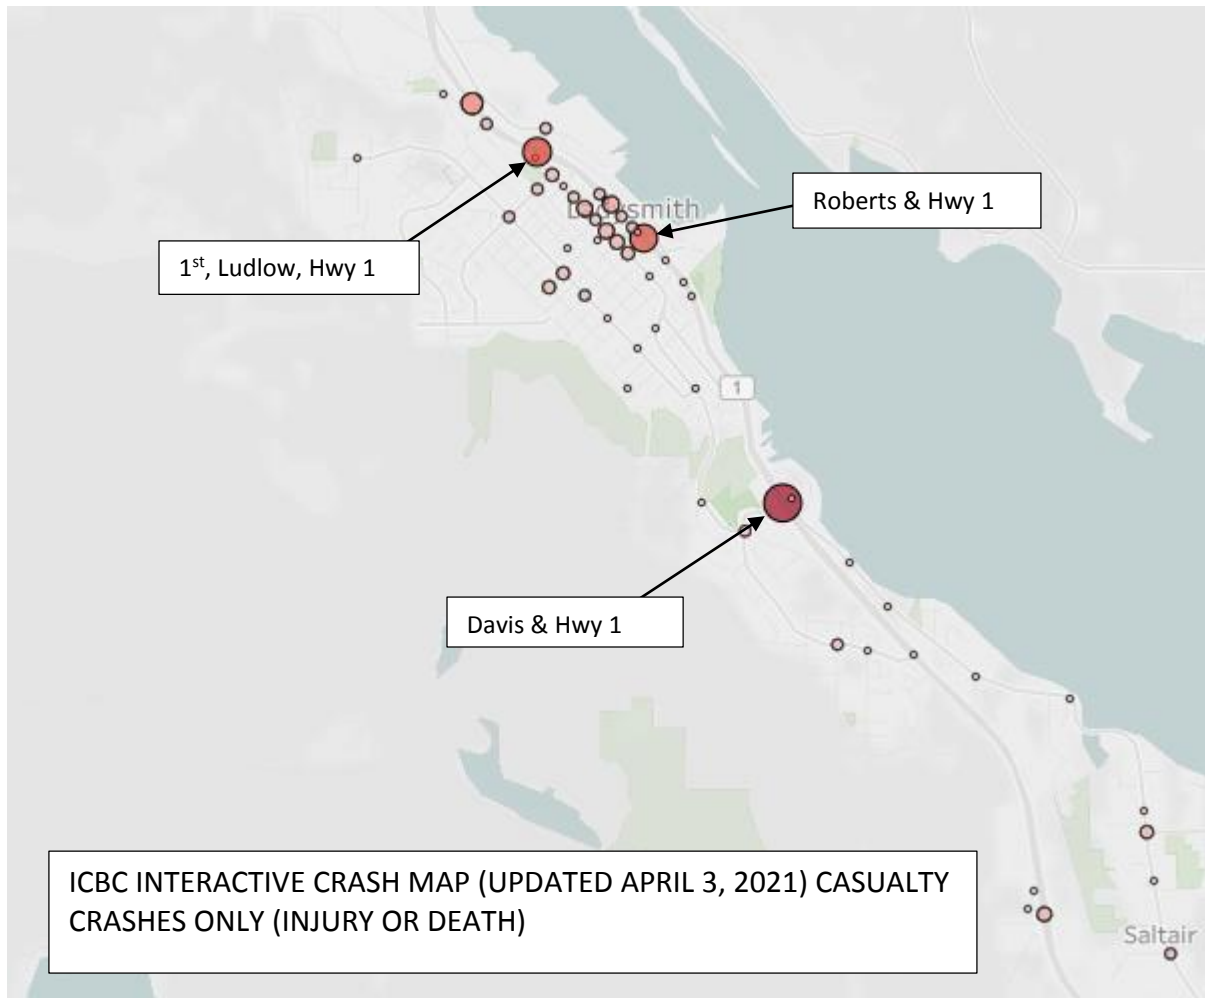 Roberts & Hwy 1
Ladysmith
1st, Ludlow, Hwy 1
1
Davis & Hwy 1
ICBC INTERACTIVE CRASH MAP (UPDATED APRIL 3, 2021) CASUALTY
CRASHES ONLY (INJURY OR DEATH)
Saltair